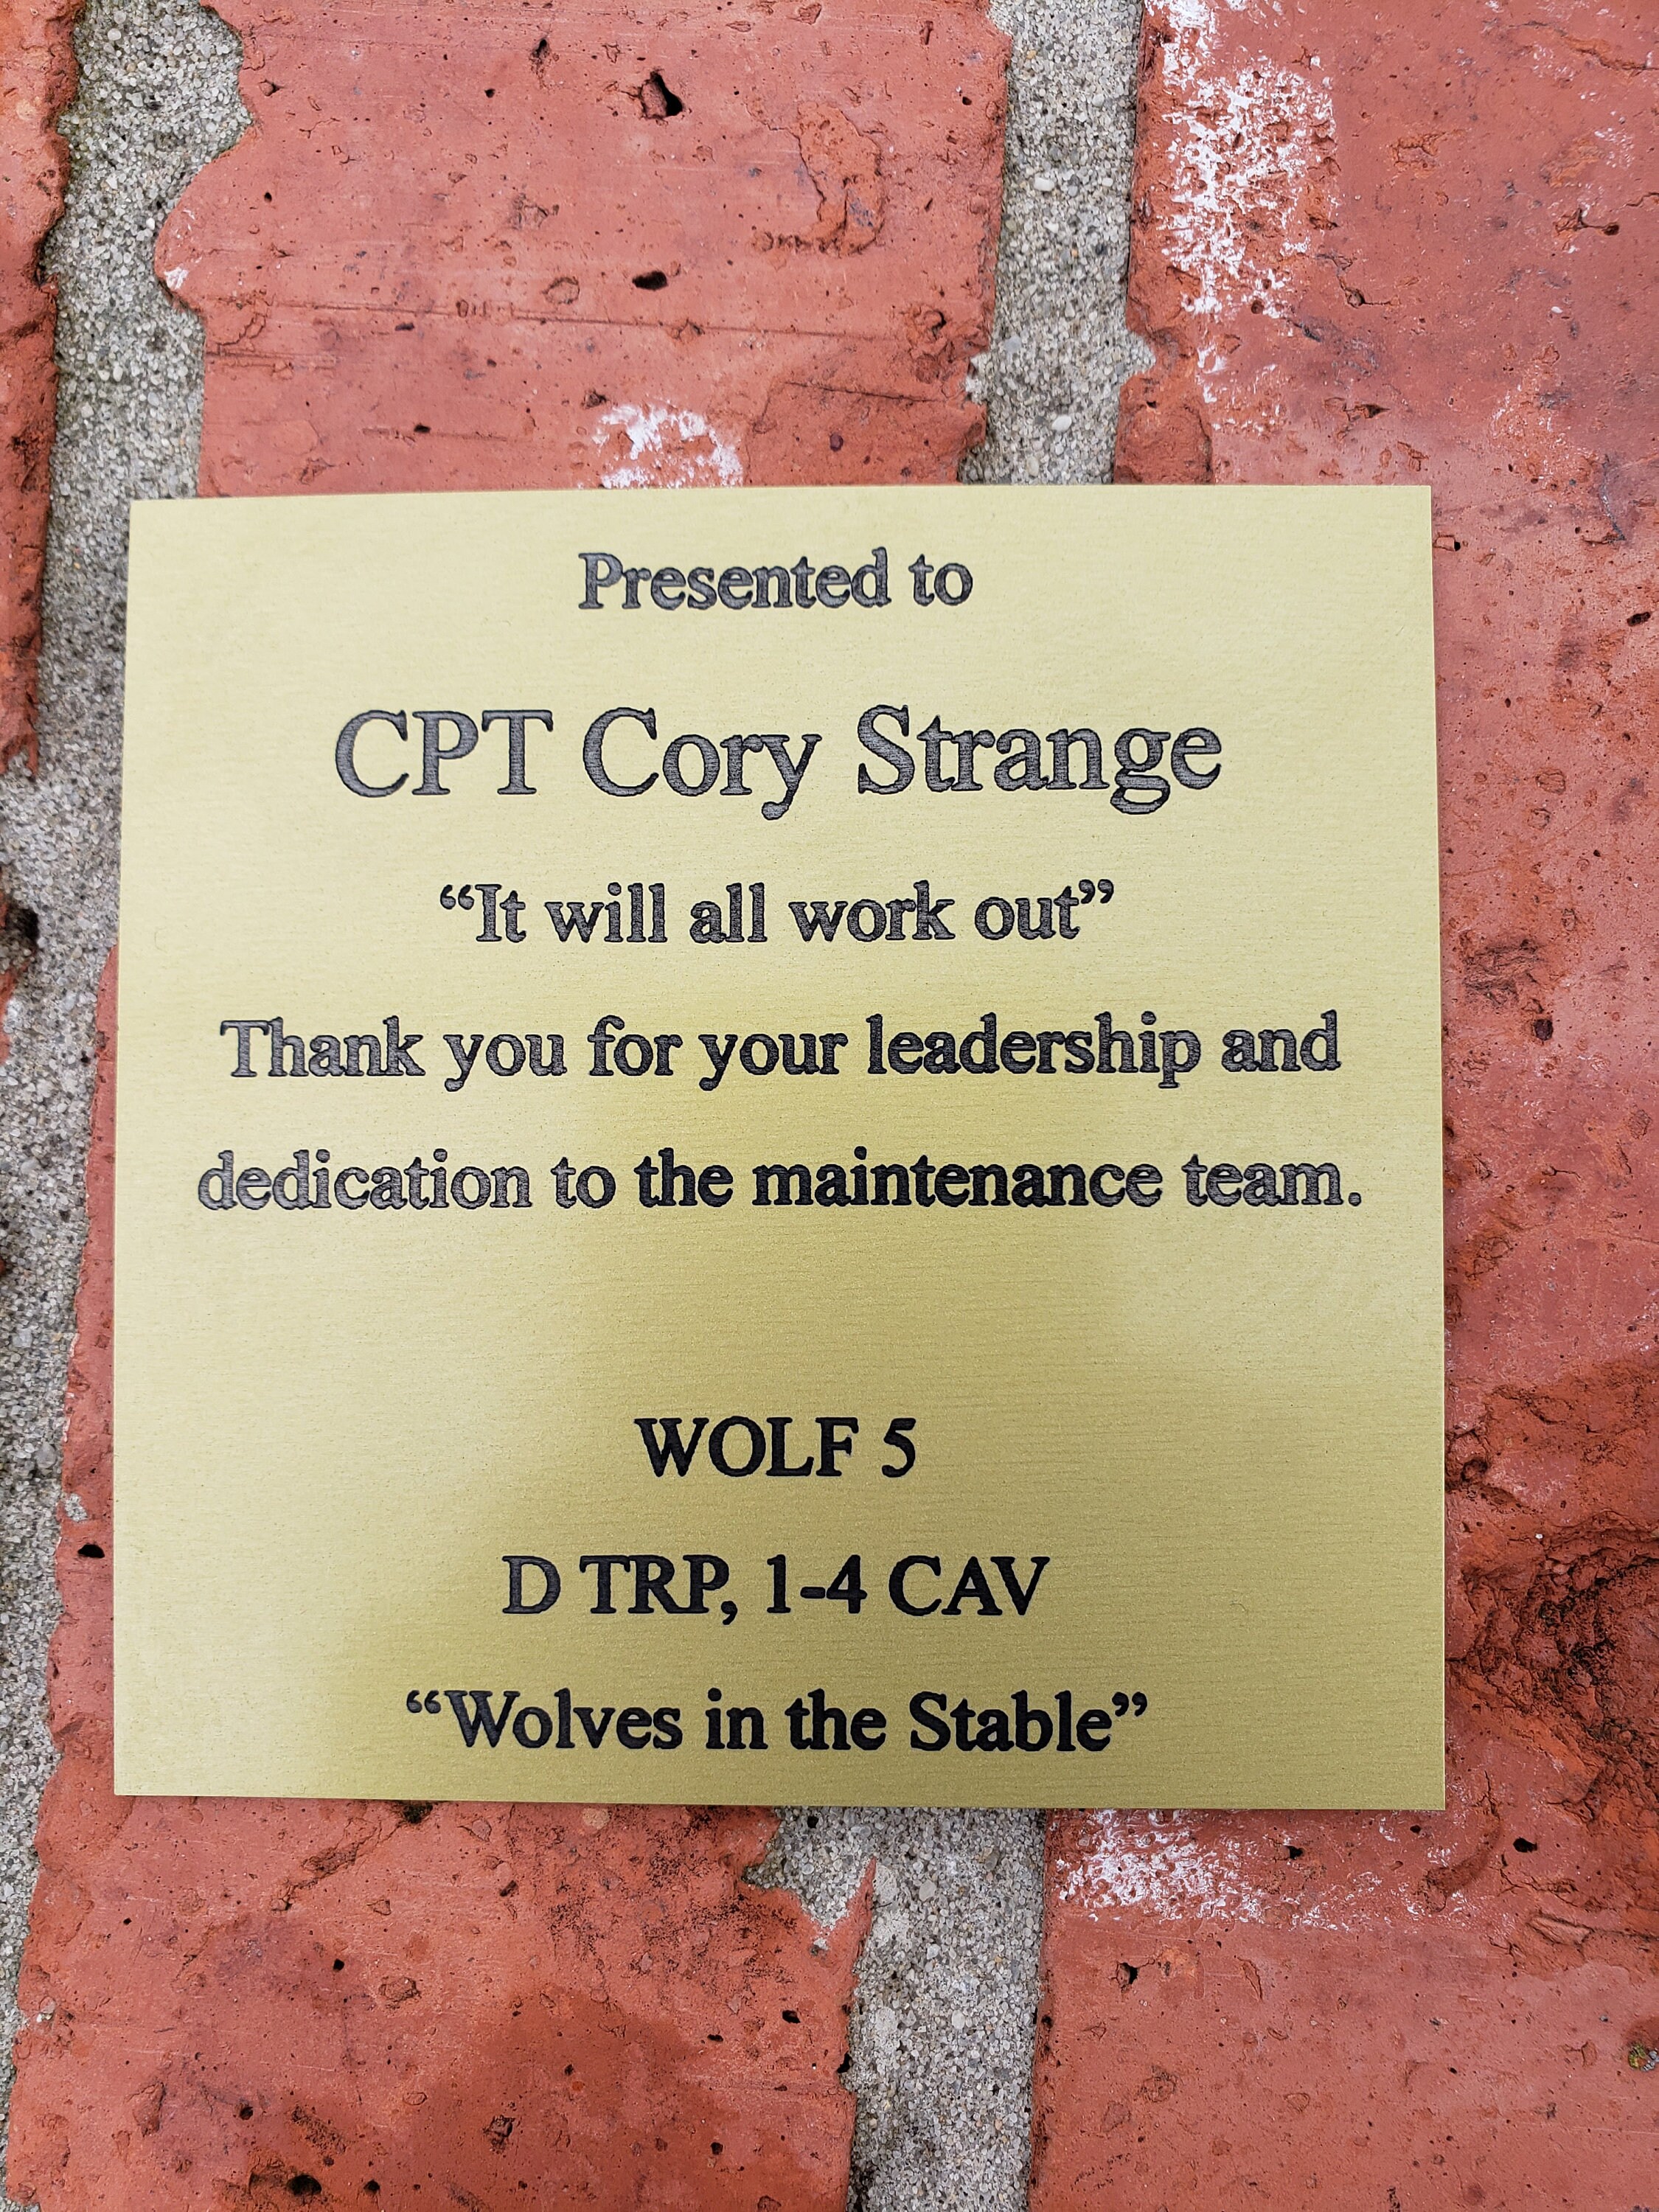 Presented to
CPT Cory Strange
“It will all work out”
Thank you for your leadership and
dedication to the maintenance team.
WOLF 5
D TRP, 1-4 CAV
“Wolves in the Stable”